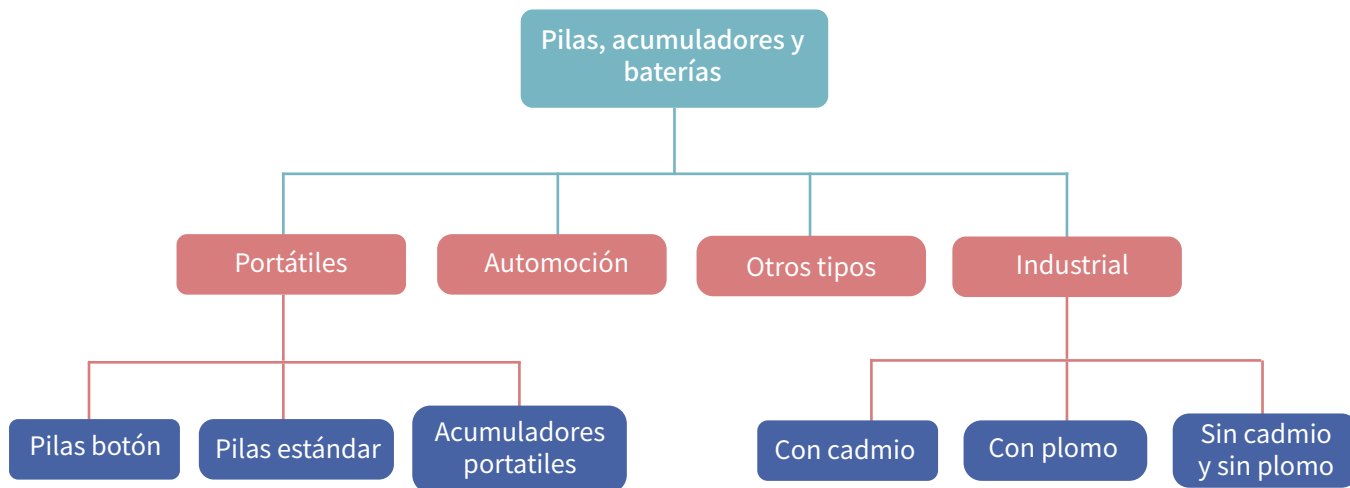 Pilas, acumuladores y
baterías
Portátiles
Automoción
Otros tipos
Industrial
Pilas botón
Pilas estándar
Acumuladores
portatiles
Con cadmio
Con plomo
Sin cadmio
y sin plomo